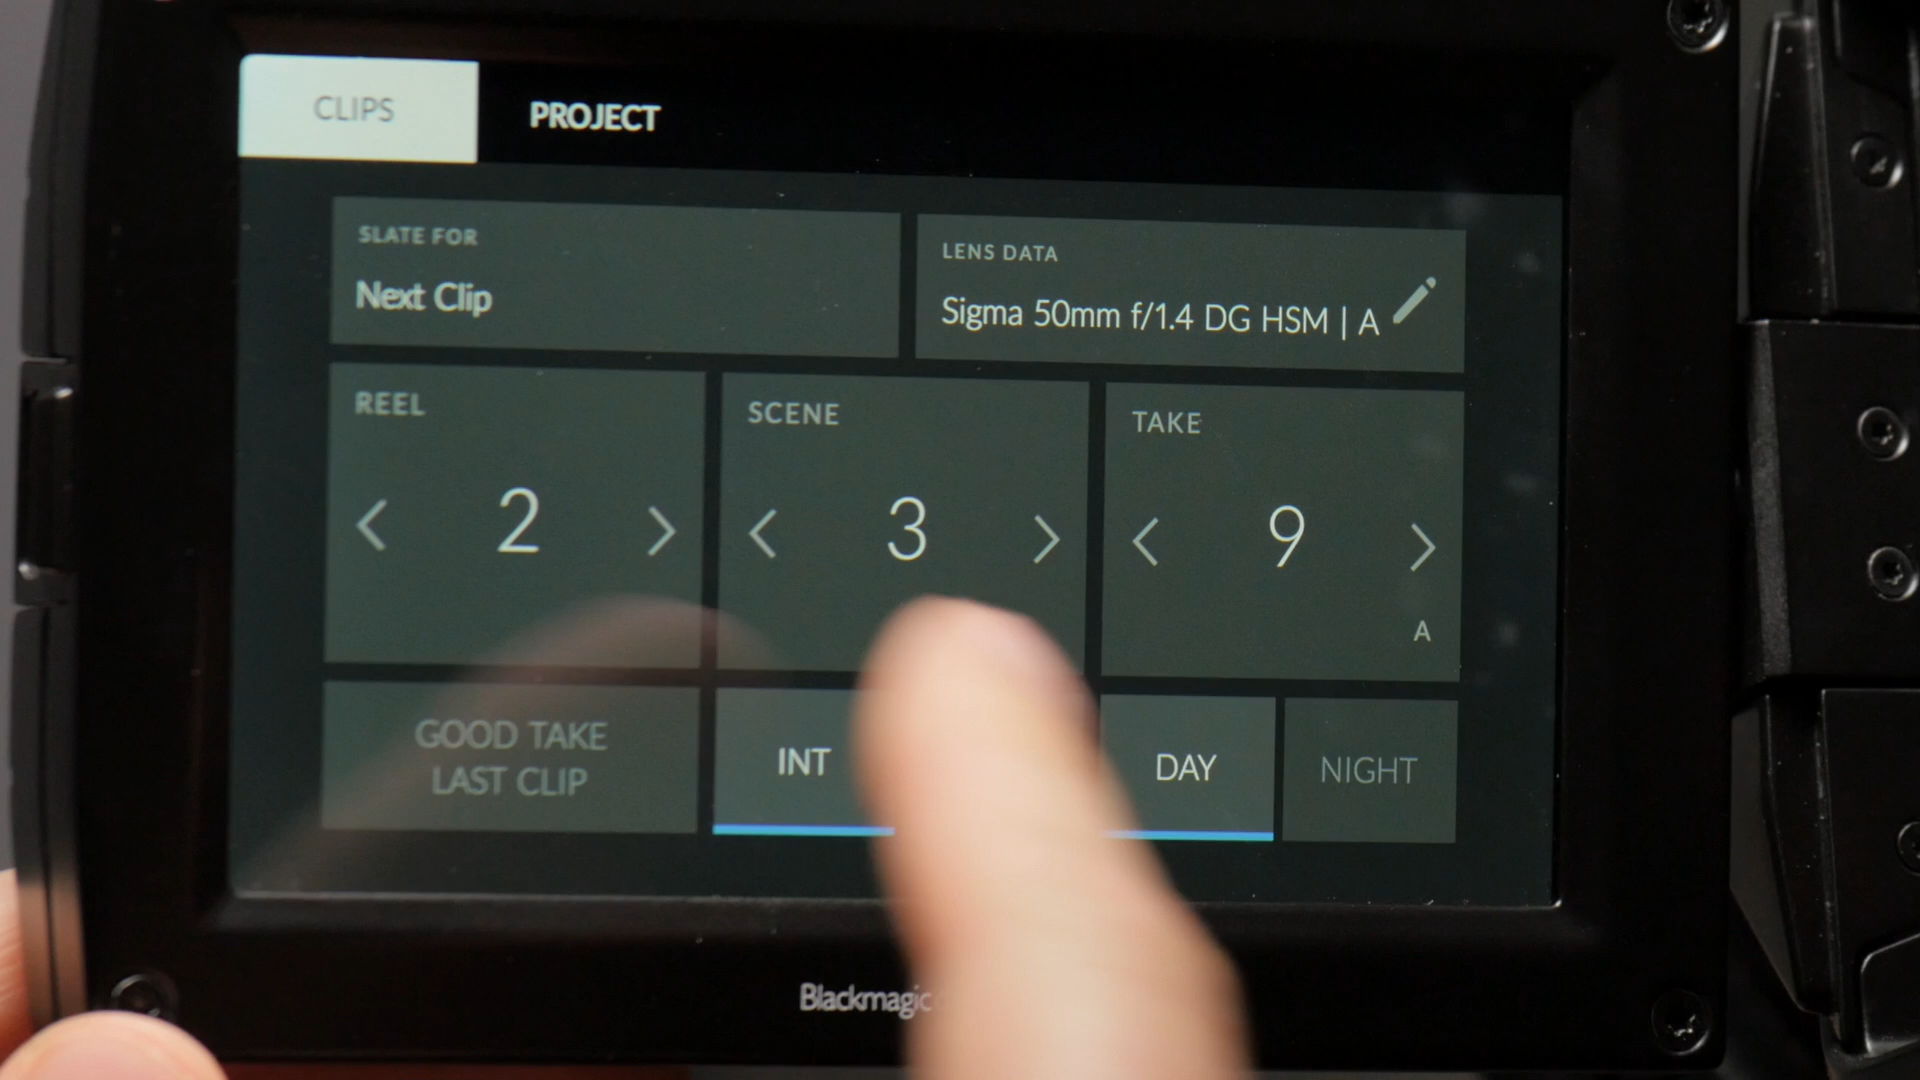 CLIPS
PROJECT
SLATE FOR
Next Clip
LENS DATA
Sigma 50mm f/1.4 DG HSM | A
REEL
2
SCENE
3
TAKE
9
A
GOOD TAKE
LAST CLIP
INT
DAY
NIGHT
Blackmagic